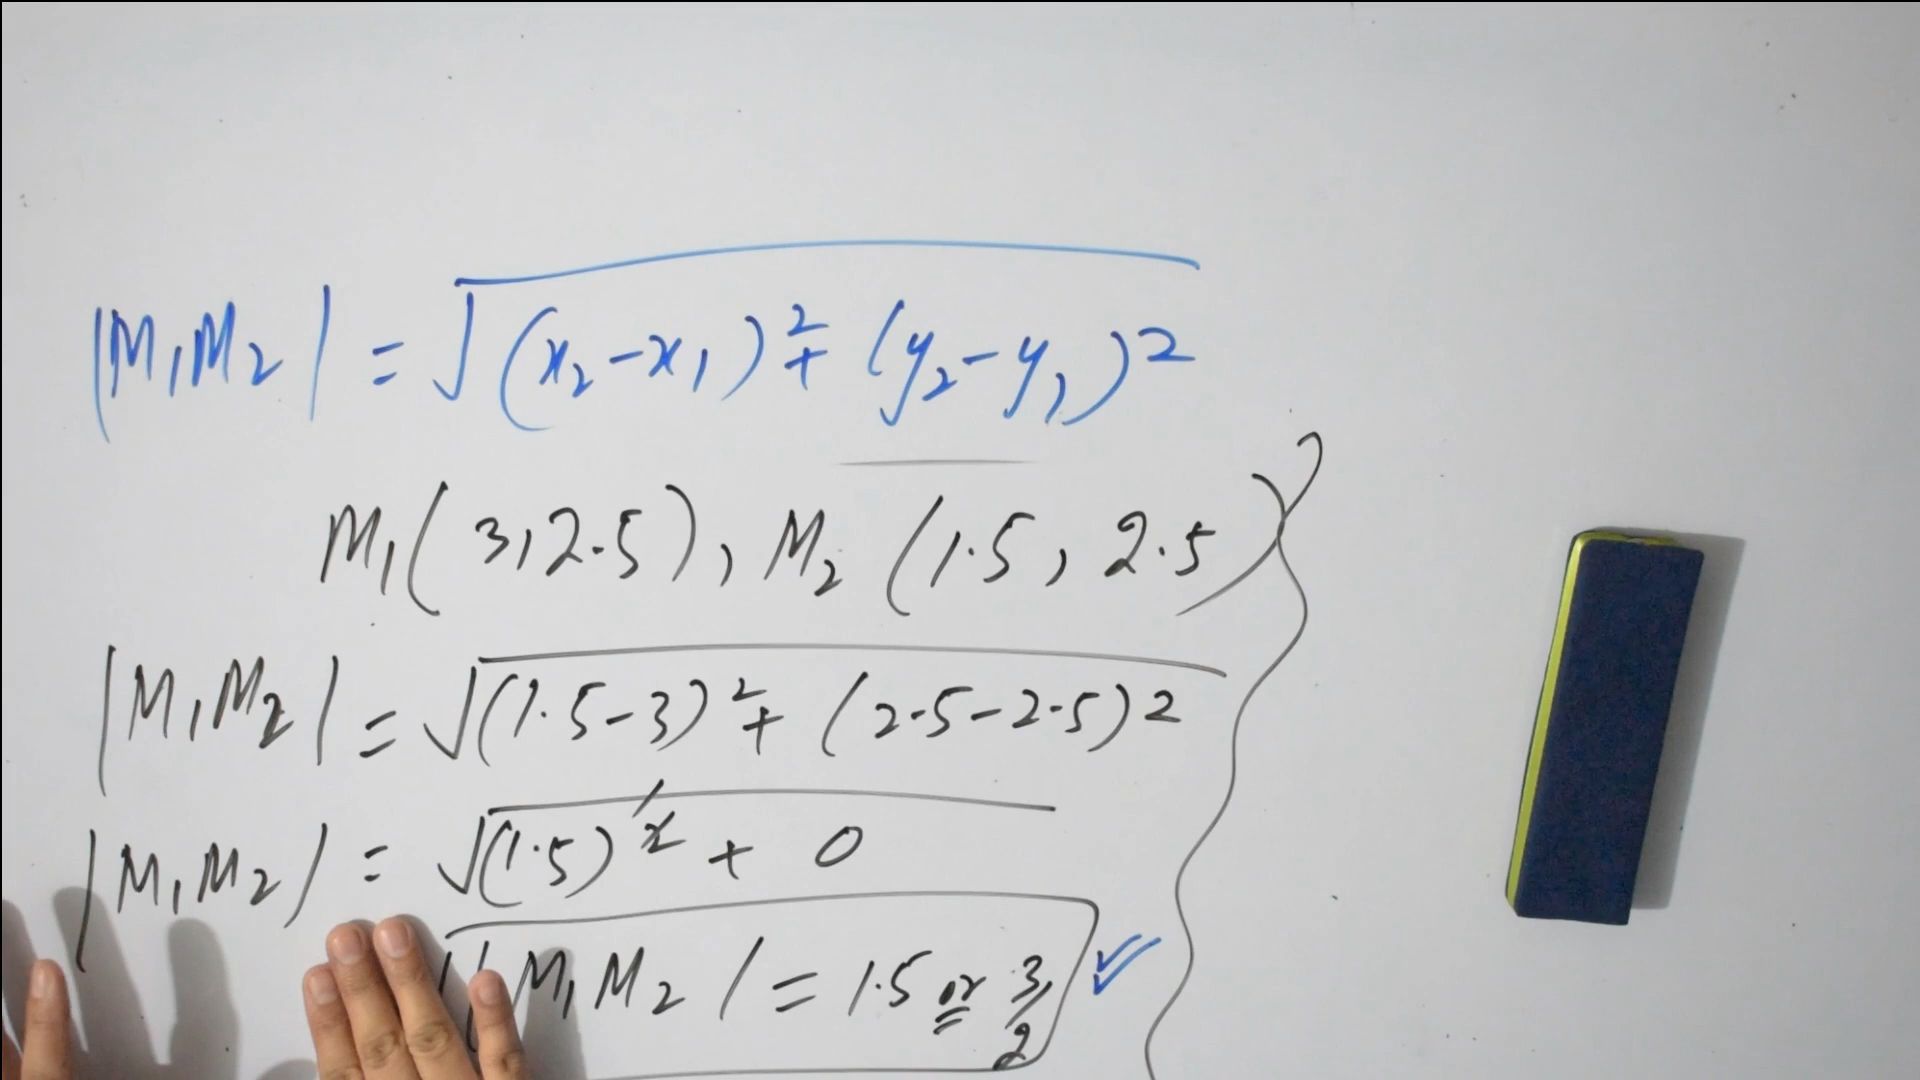 |M₁M₂| = √(x₂-x₁)² + (y₂-y₁)²
M₁(3,2.5), M₂(1.5, 2.5)
|M₁M₂| = √(1.5-3)² + (2.5-2.5)²
|M₁M₂| = √(1.5)² + 0
|M₁M₂| = 1.5 or 3/2